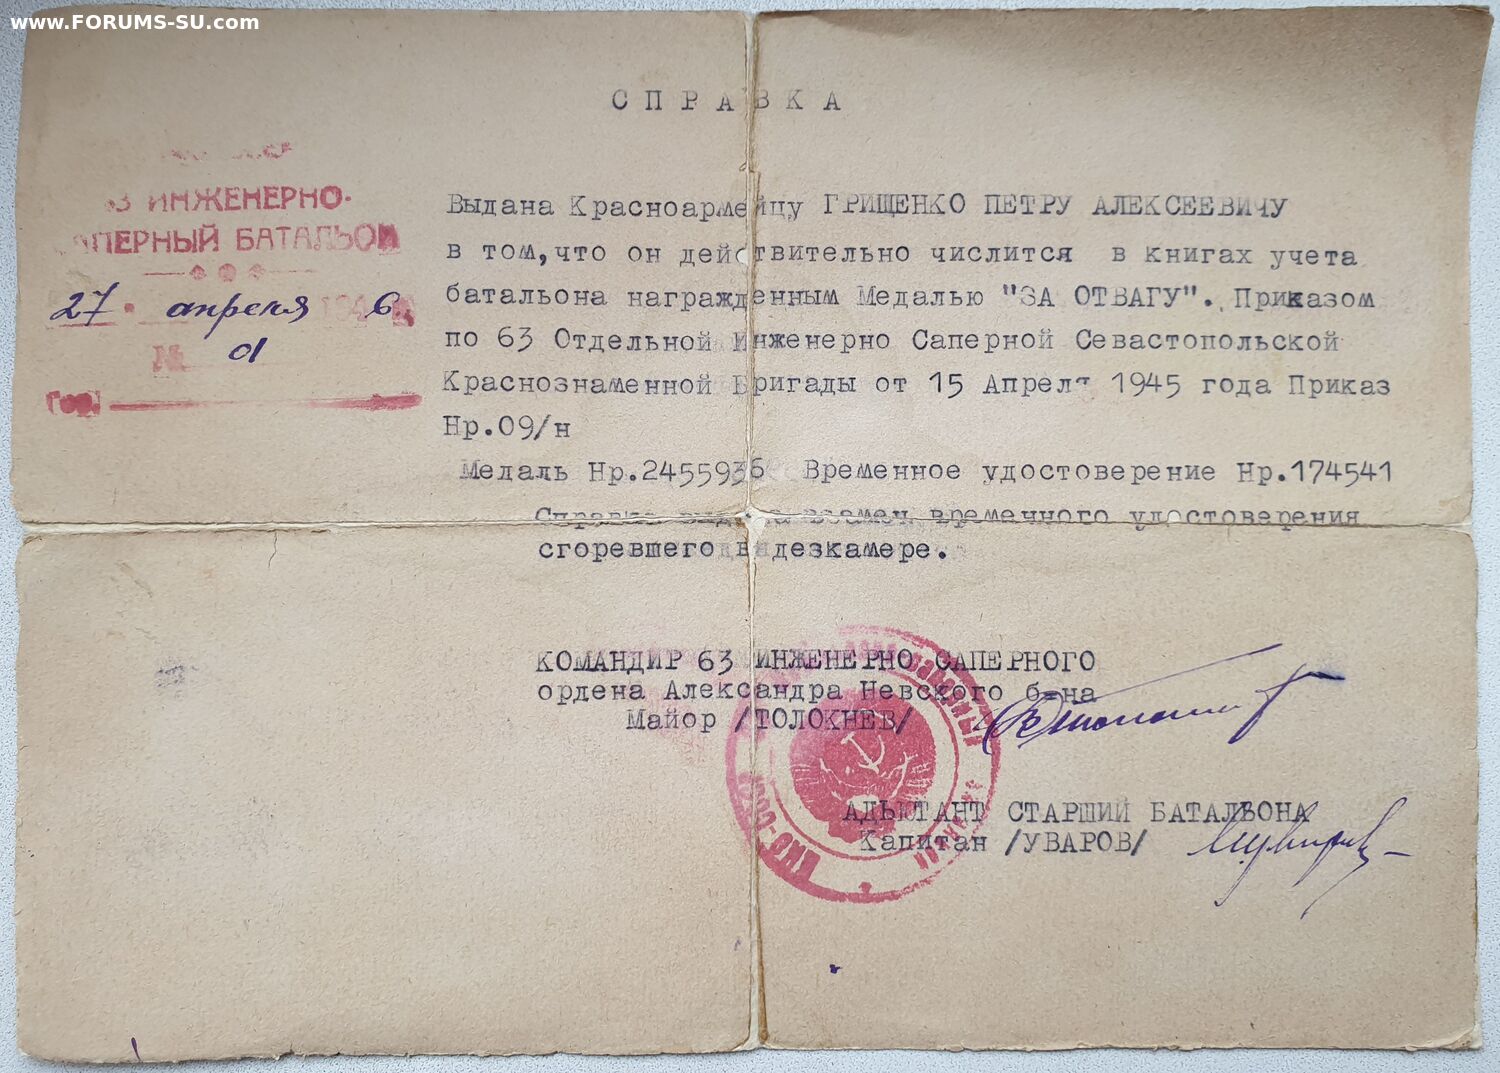 www.FORUMS-SU.com
СПРАВКА
ИНЖЕНЕРНО-
САПЕРНЫЙ БАТАЛЬОН
27 апреля 1946
№ 01
Выдана Красноармейцу ГРИЩЕНКО ПЕТРУ АЛЕКСЕЕВИЧУ
в том, что он действительно числится в книгах учета
батальона награжденным Медалью "ЗА ОТВАГУ". Приказом
по 63 Отдельной Инженерно Саперной Севастопольской
Краснознаменной Бригады от 15 Апреля 1945 года Приказ
Нр.09/н
Медаль Нр.2455936 Временное удостоверение Нр.174541
Справка выдана взамен временного удостоверения
сгоревшего в дезкамере.
КОМАНДИР 63 ИНЖЕНЕРНО САПЕРНОГО
ордена Александра Невского б-на
Майор /ТОЛОКНЕВ/
АДЬЮТАНТ СТАРШИЙ БАТАЛЬОНА
Капитан /УВАРОВ/
НКО-СССР